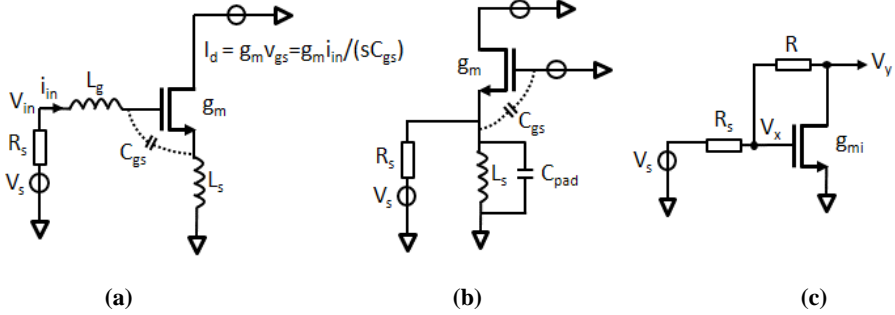 I_d = g_m v_gs=g_m i_in/(sC_gs)
i_in
L_g
V_in
g_m
R_s
C_gs
V_s
L_s
(a)
g_m
C_gs
R_s
V_s
L_s
C_pad
(b)
R
V_y
R_s
V_x
g_mi
V_s
(c)